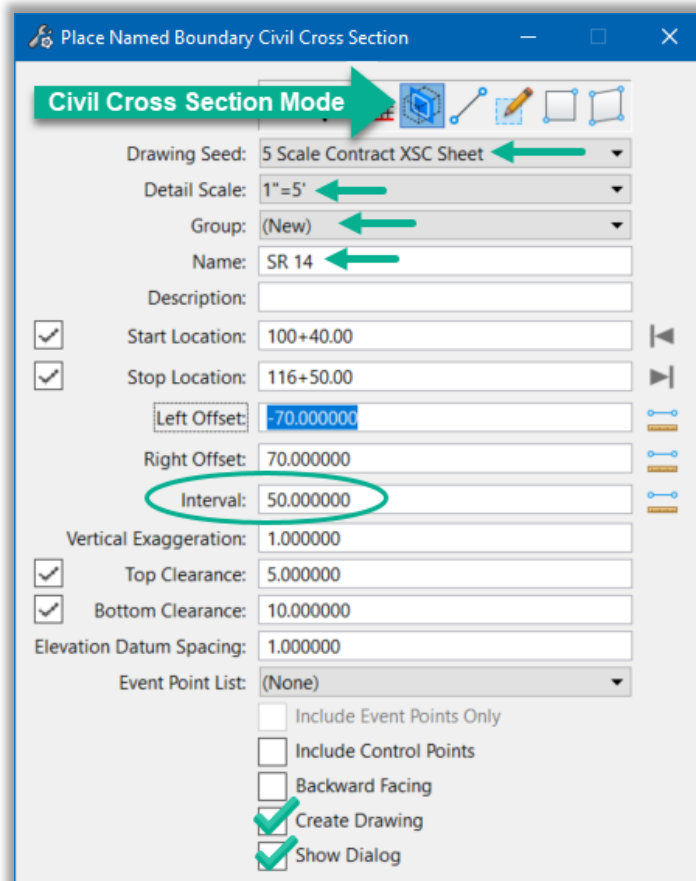 Place Named Boundary Civil Cross Section
Civil Cross Section Mode
Drawing Seed: 5 Scale Contract XSC Sheet
Detail Scale: 1"=5'
Group: (New)
Name: SR 14
Description:
Start Location: 100+40.00
Stop Location: 116+50.00
Left Offset: -70.000000
Right Offset: 70.000000
Interval: 50.000000
Vertical Exaggeration: 1.000000
Top Clearance: 5.000000
Bottom Clearance: 10.000000
Elevation Datum Spacing: 1.000000
Event Point List: (None)
Include Event Points Only
Include Control Points
Backward Facing
Create Drawing
Show Dialog